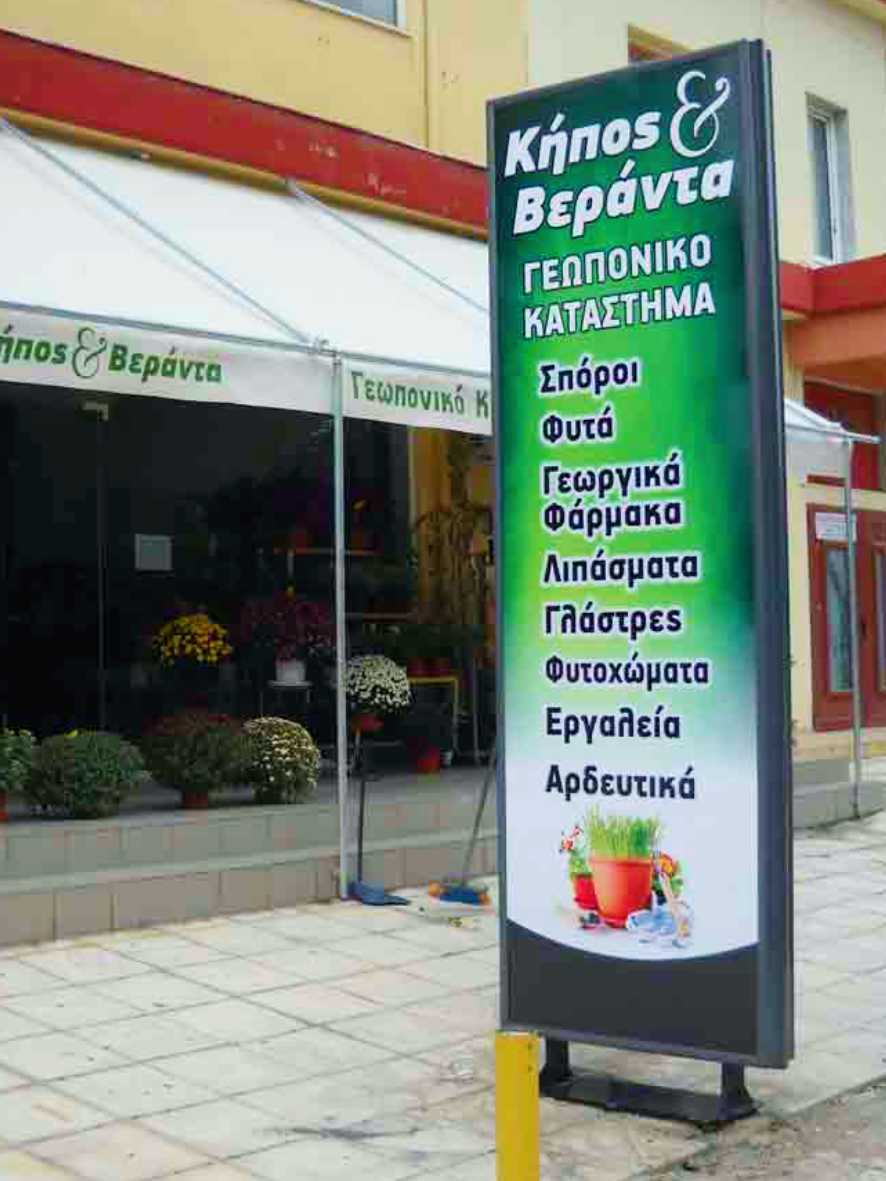 Κήπος &
Βεράντα
ΓΕΩΠΟΝΙΚΟ
ΚΑΤΑΣΤΗΜΑ
Σπόροι
Φυτά
Γεωργικά
Φάρμακα
Λιπάσματα
Γλάστρες
Φυτοχώματα
Εργαλεία
Αρδευτικά
ήπος & Βεράντα
Γεωπονικό Κ